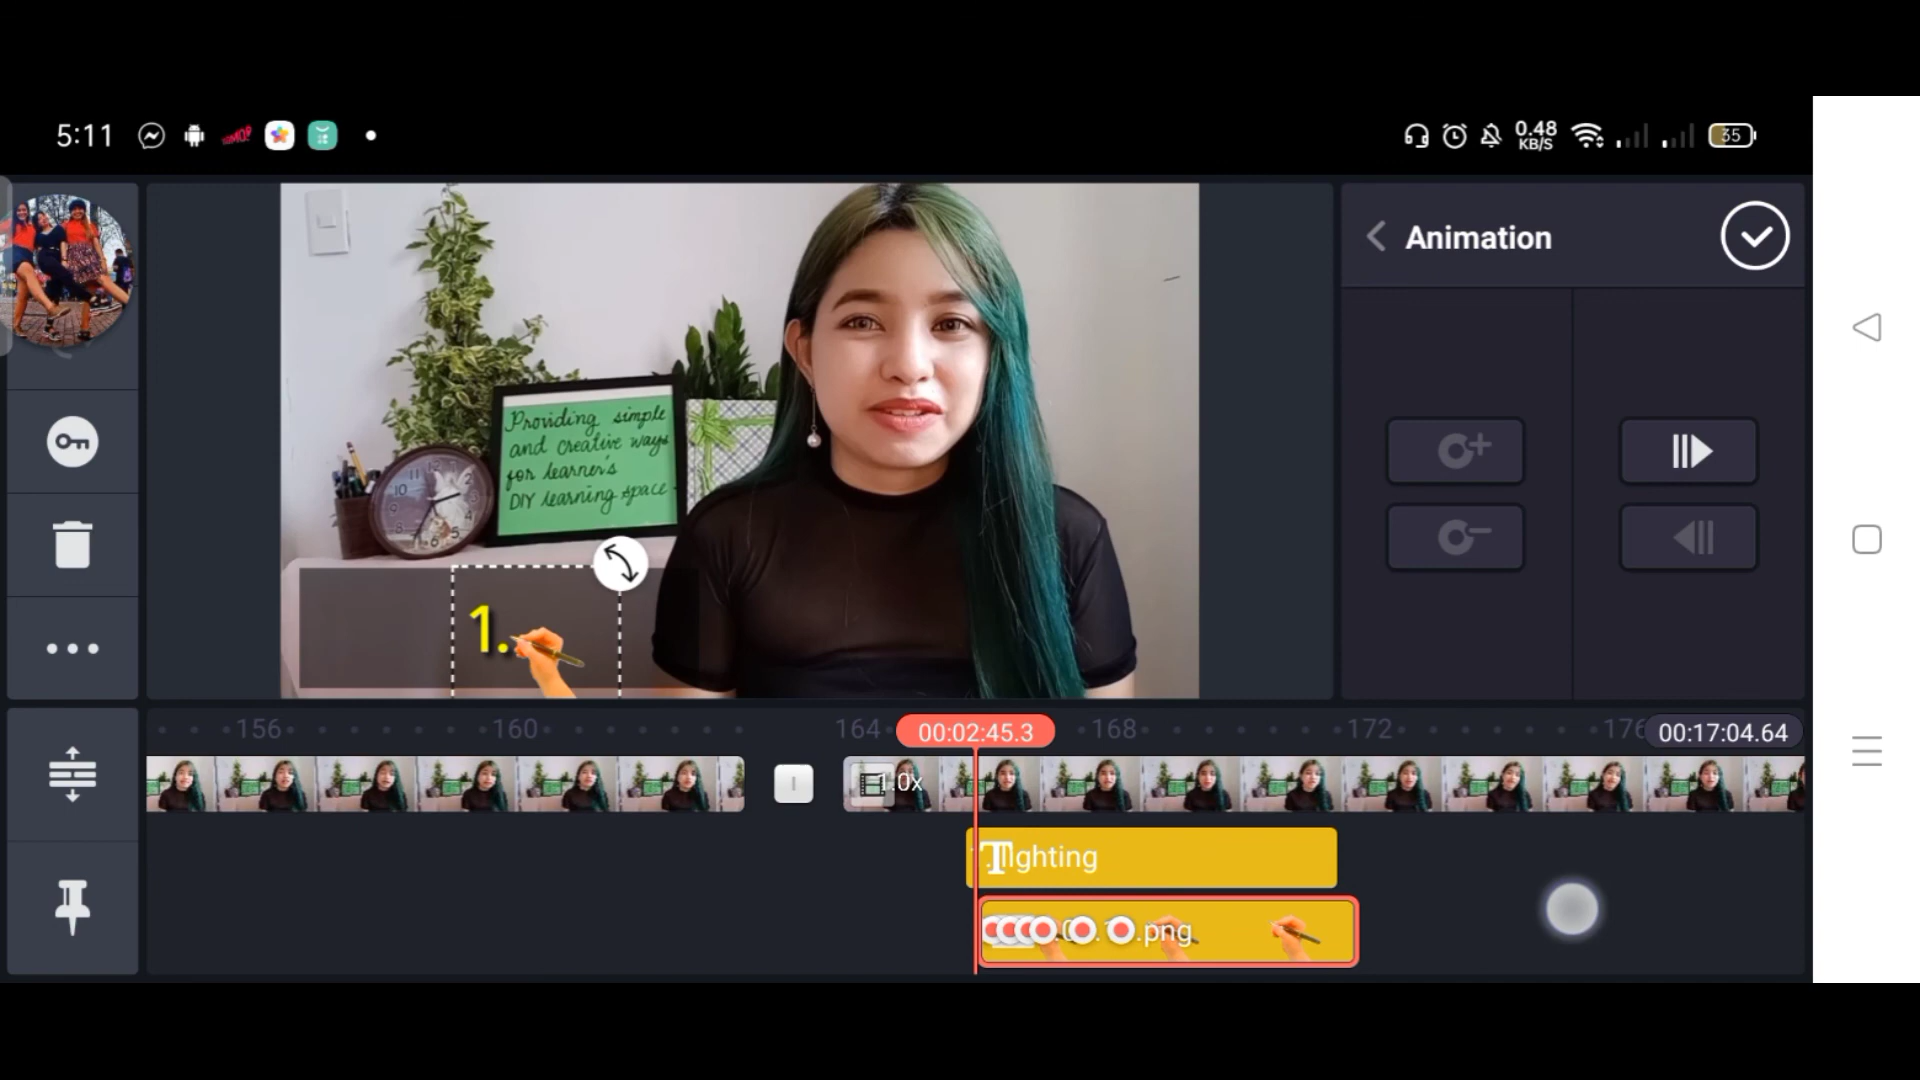 5:11
0.48
KB/S
35
Animation
Providing simple
and creative ways
for learner's
DIY learning space
1.
156
160
164
00:02:45.3
168
172
176
00:17:04.64
1.0x
T
ighting
.png